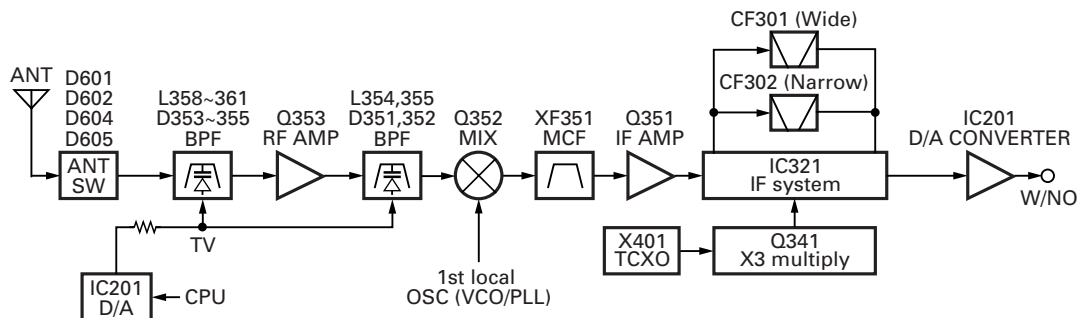 CF301 (Wide)
CF302 (Narrow)
ANT
D601
D602
D604
D605
ANT
SW
L358~361
D353~355
BPF
Q353
RF AMP
L354,355
D351,352
BPF
Q352
MIX
XF351
MCF
Q351
IF AMP
IC321
IF system
IC201
D/A CONVERTER
W/NO
TV
IC201
D/A
CPU
1st local
OSC (VCO/PLL)
X401
TCXO
Q341
X3 multiply